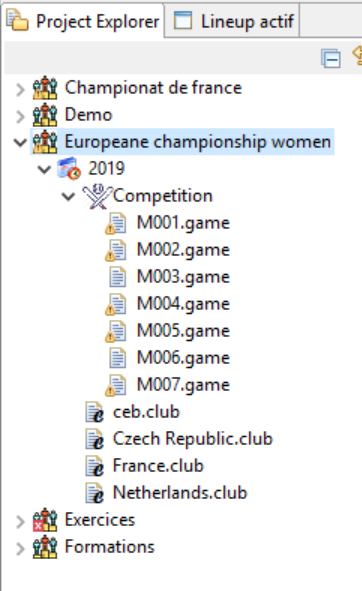 Project Explorer Lineup actif
Championat de france
Demo
Europeane championship women
2019
Competition
M001.game
M002.game
M003.game
M004.game
M005.game
M006.game
M007.game
ceb.club
Czech Republic.club
France.club
Netherlands.club
Exercices
Formations